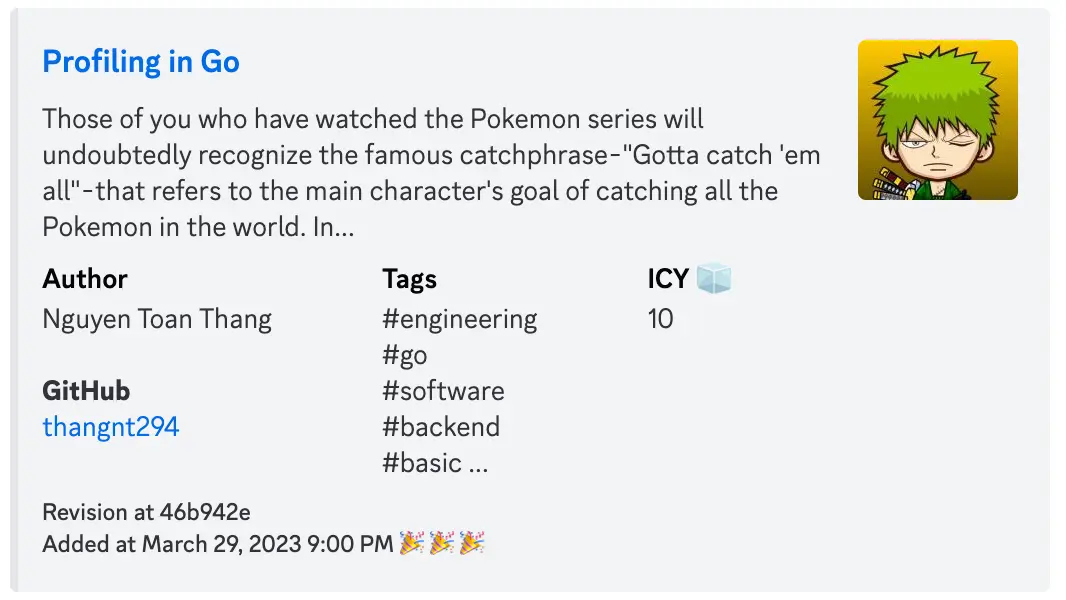 Profiling in Go
Those of you who have watched the Pokemon series will
undoubtedly recognize the famous catchphrase-"Gotta catch 'em
all"-that refers to the main character's goal of catching all the
Pokemon in the world. In...
Author
Nguyen Toan Thang
GitHub
thangnt294
Tags
#engineering
#go
#software
#backend
#basic ...
ICY 🧊
10
Revision at 46b942e
Added at March 29, 2023 9:00 PM 🎉🎉🎉